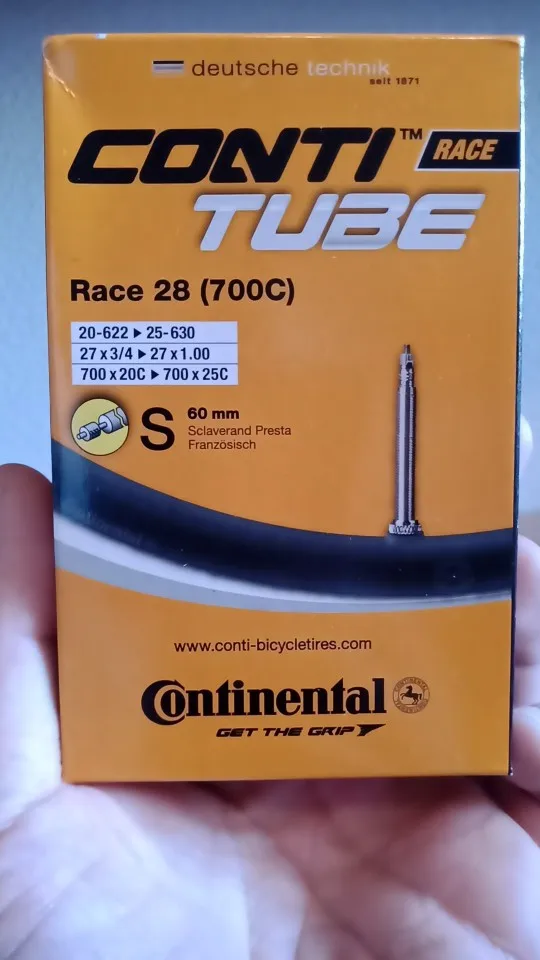 deutsche technik
seit 1871
CONTI™ RACE
TUBE
Race 28 (700C)
20-622 ▶ 25-630
27 x 3/4 ▶ 27 x 1.00
700 x 20C ▶ 700 x 25C
S 60 mm
Sclaverand Presta
Französisch
www.conti-bicycletires.com
Continental
GET THE GRIP